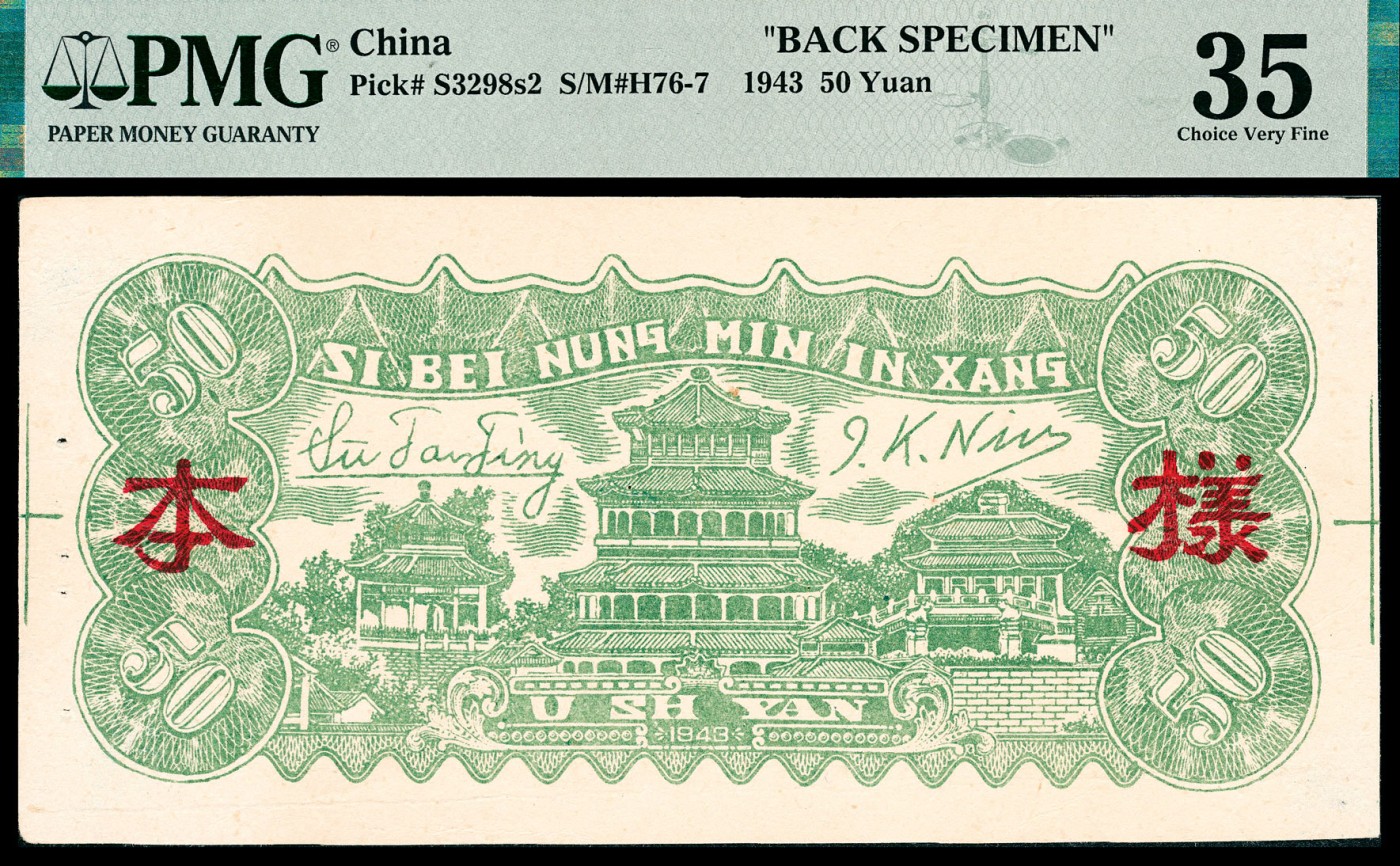 PMG® China "BACK SPECIMEN" 35
Pick# S3298s2 S/M#H76-7 1943 50 Yuan
PAPER MONEY GUARANTY Choice Very Fine
50 50
SI BEI NUNG MIN IN XANG
本 樣
50 50
U SH YAN
1943